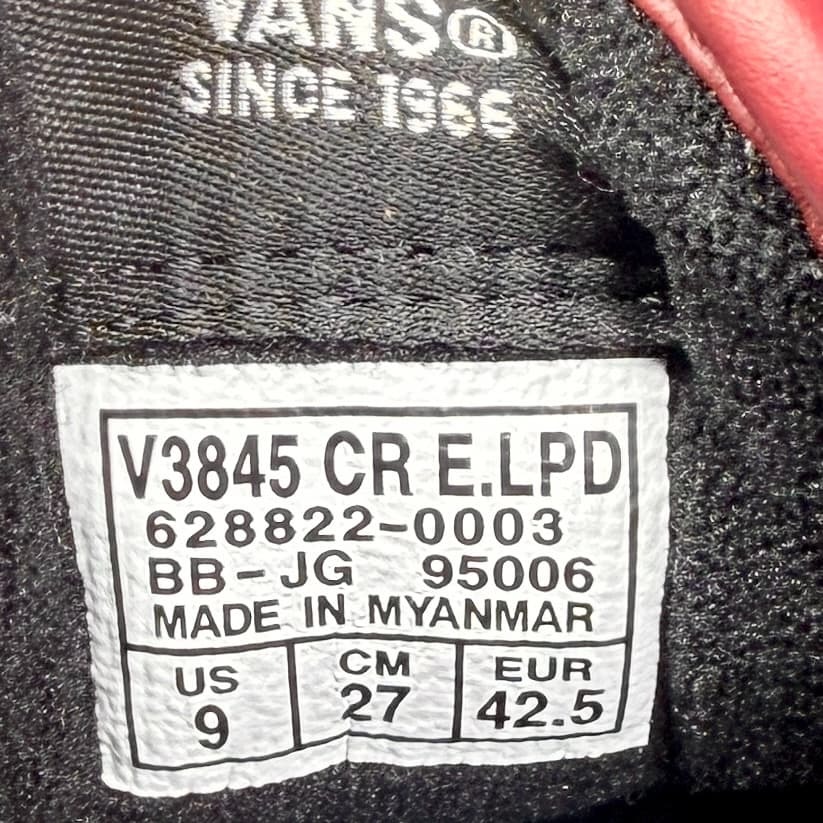 VANS®
SINCE 1966
V3845 CR E.LPD
628822-0003
BB-JG 95006
MADE IN MYANMAR
US CM EUR
9 27 42.5